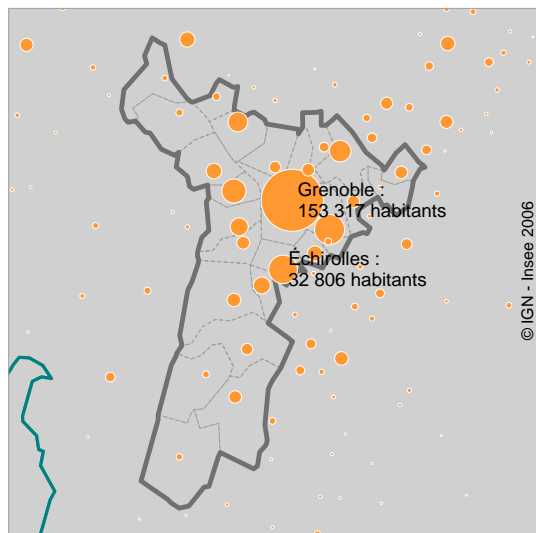 Grenoble :
153 317 habitants
Échirolles :
32 806 habitants
© IGN - Insee 2006